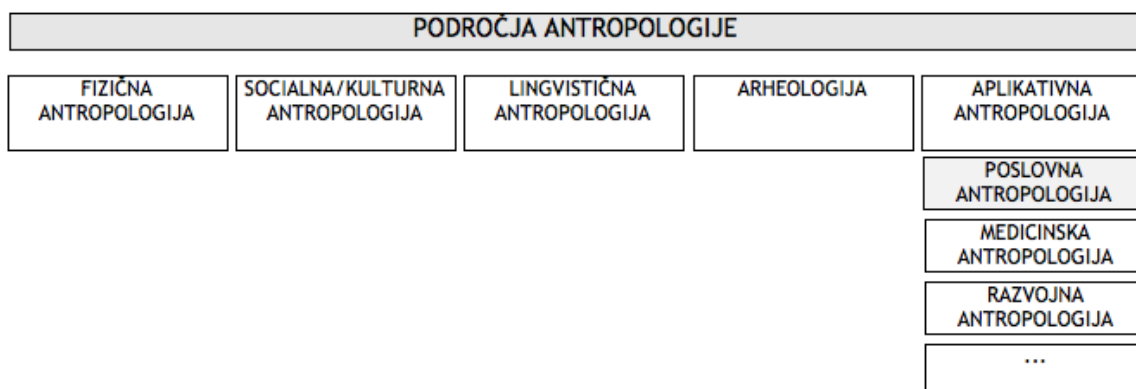 PODROČJA ANTROPOLOGIJE
FIZIČNA
ANTROPOLOGIJA
SOCIALNA/KULTURNA
ANTROPOLOGIJA
LINGVISTIČNA
ANTROPOLOGIJA
ARHEOLOGIJA
APLIKATIVNA
ANTROPOLOGIJA
POSLOVNA
ANTROPOLOGIJA
MEDICINSKA
ANTROPOLOGIJA
RAZVOJNA
ANTROPOLOGIJA
...